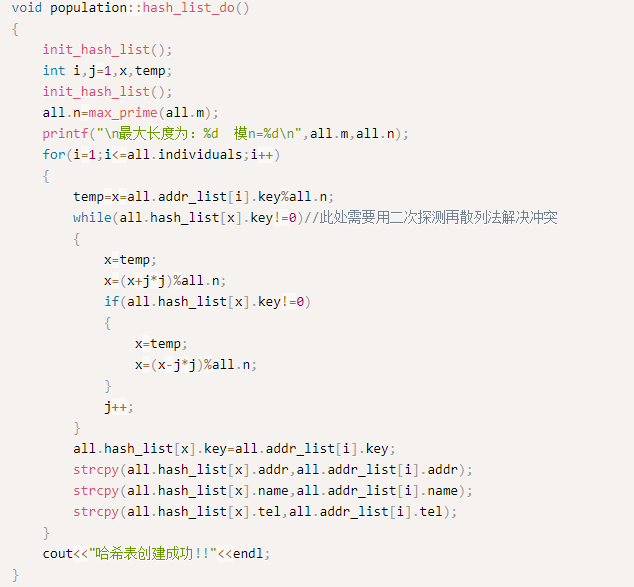 void population::hash_list_do()
{
    init_hash_list();
    int i,j=1,x,temp;
    init_hash_list();
    all.n=max_prime(all.m);
    printf("\n最大长度为: %d  模n=%d\n",all.m,all.n);
    for(i=1;i<=all.individuals;i++)
    {
        temp=x=all.addr_list[i].key%all.n;
        while(all.hash_list[x].key!=0)//此处需要用二次探测再散列法解决冲突
        {
            x=temp;
            x=(x+j*j)%all.n;
            if(all.hash_list[x].key!=0)
            {
                x=temp;
                x=(x-j*j)%all.n;
            }
            j++;
        }
        all.hash_list[x].key=all.addr_list[i].key;
        strcpy(all.hash_list[x].addr,all.addr_list[i].addr);
        strcpy(all.hash_list[x].name,all.addr_list[i].name);
        strcpy(all.hash_list[x].tel,all.addr_list[i].tel);
    }
    cout<<"哈希表创建成功!!"<<endl;
}